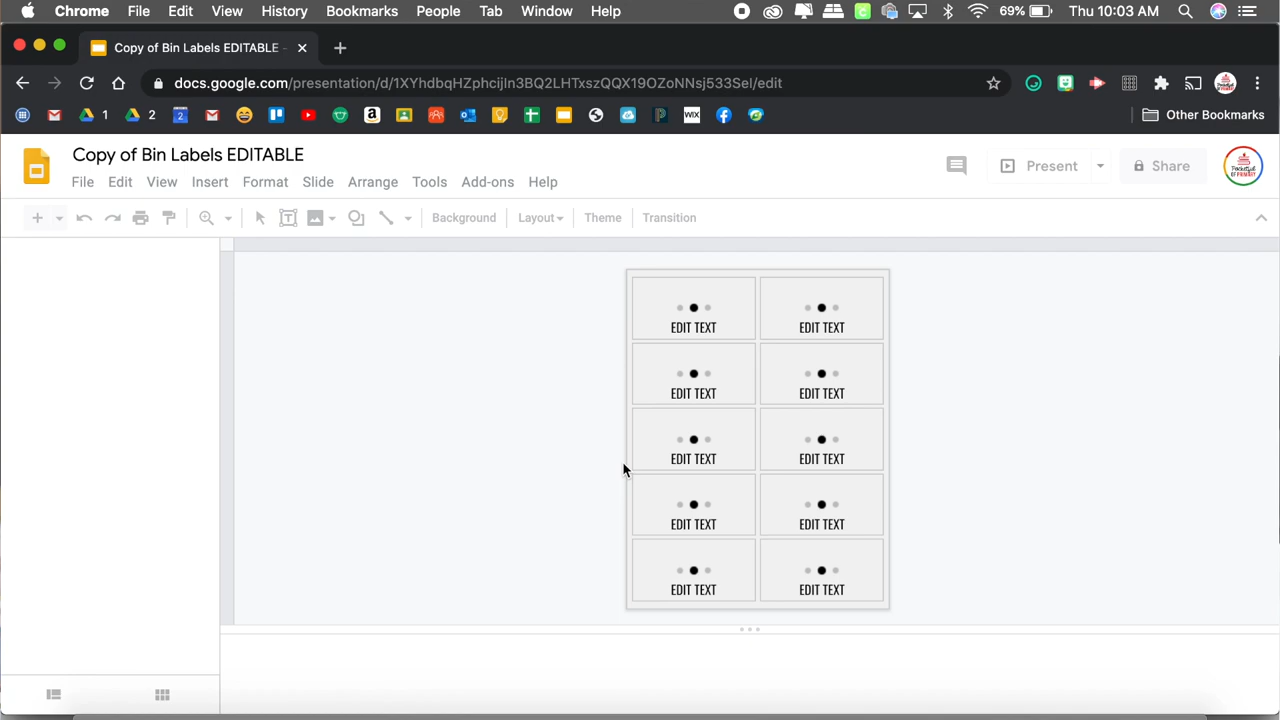 Chrome File Edit View History Bookmarks People Tab Window Help 69% Thu 10:03 AM
Copy of Bin Labels EDITABLE -
docs.google.com/presentation/d/1XYhdbqHZphcijIn3BQ2LHTxszQQX19OZoNNsj533SeI/edit
1 2 2 WIX Other Bookmarks
Copy of Bin Labels EDITABLE
Present Share
File Edit View Insert Format Slide Arrange Tools Add-ons Help
Background Layout Theme Transition
EDIT TEXT EDIT TEXT
EDIT TEXT EDIT TEXT
EDIT TEXT EDIT TEXT
EDIT TEXT EDIT TEXT
EDIT TEXT EDIT TEXT